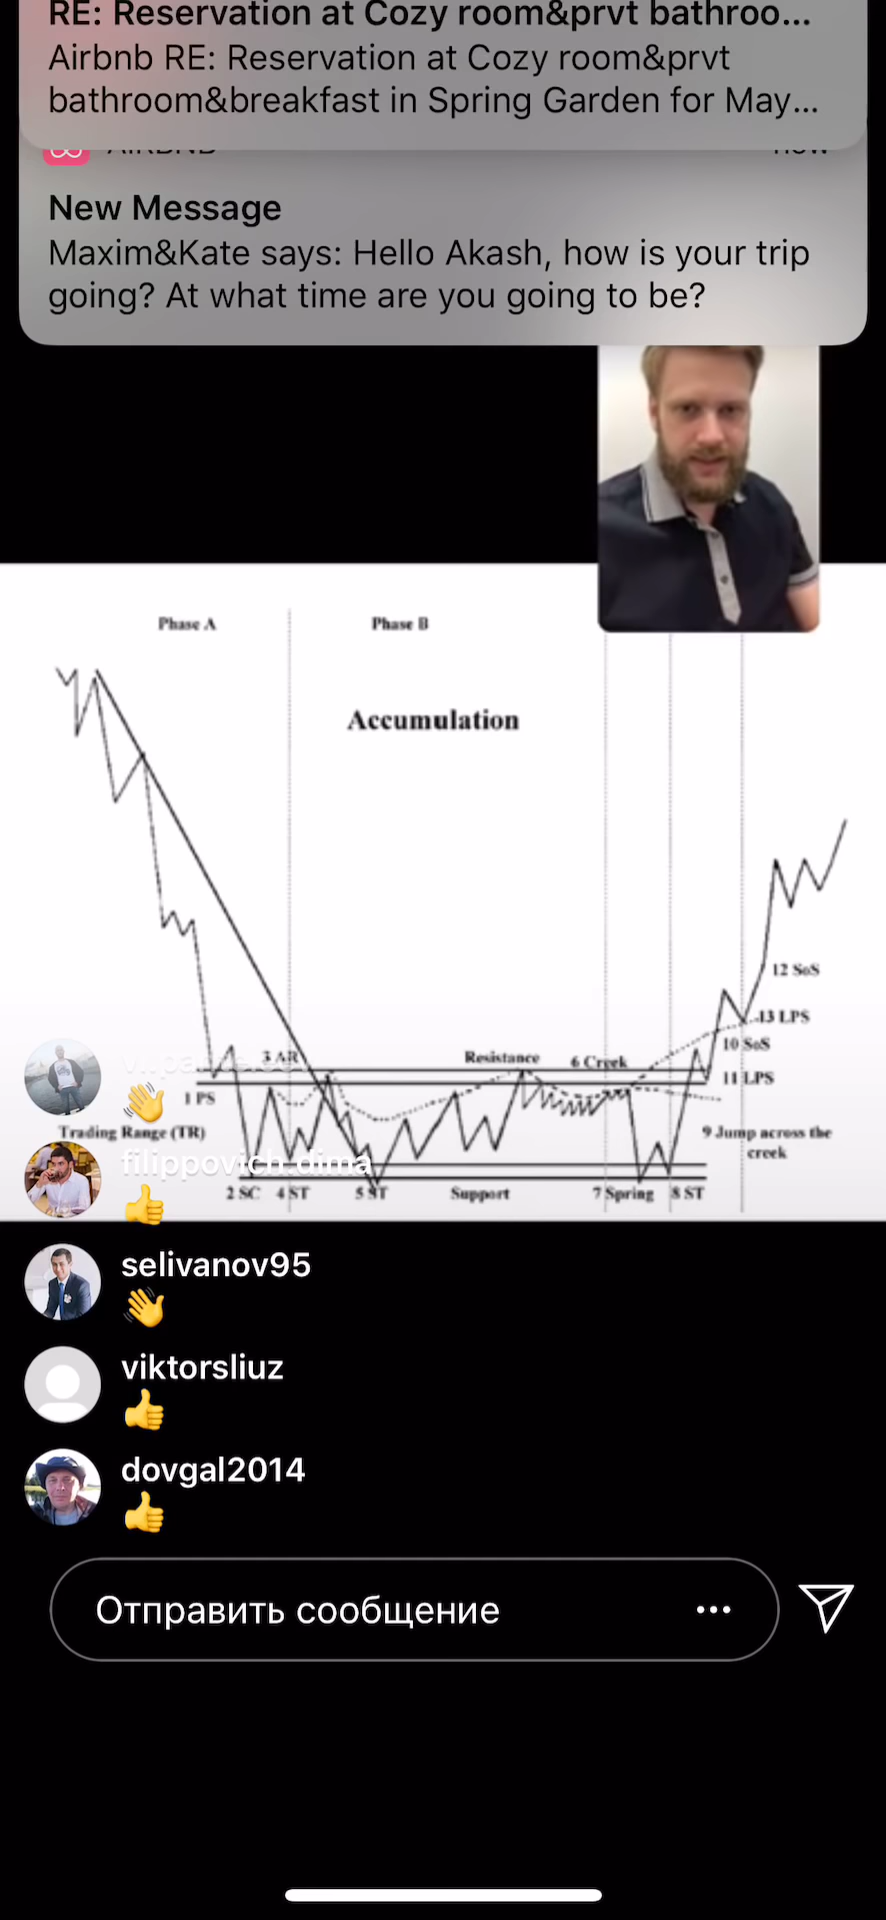 RE: Reservation at Cozy room&prvt bathroo...
Airbnb RE: Reservation at Cozy room&prvt
bathroom&breakfast in Spring Garden for May...
AIRBNB now
New Message
Maxim&Kate says: Hello Akash, how is your trip
going? At what time are you going to be?
Phase A Phase B
Accumulation
12 SoS
13 LPS
10 SoS
3 AR Resistance 6 Creek
11 LPS
1 PS
Trading Range (TR)
9 Jump across the
creek
filippovich.dima
2 SC 4 ST 5 ST Support 7 Spring 8 ST
selivanov95
viktorsliuz
dovgal2014
Отправить сообщение